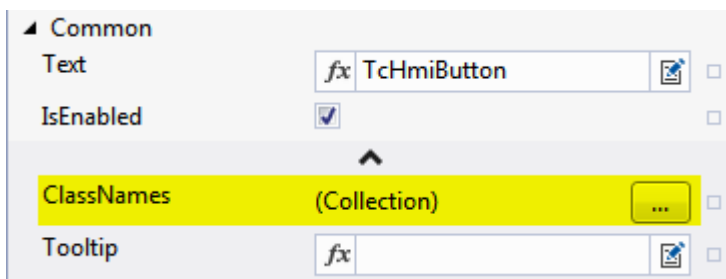 Common
Text fx TcHmiButton
IsEnabled
ClassNames (Collection) ...
Tooltip fx